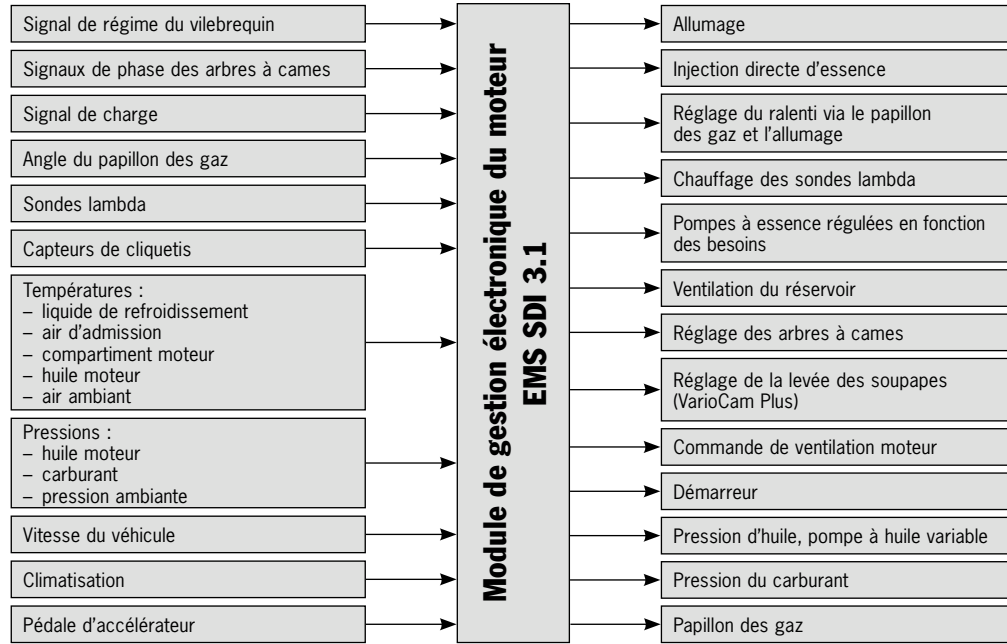 Signal de régime du vilebrequin
Signaux de phase des arbres à cames
Signal de charge
Angle du papillon des gaz
Sondes lambda
Capteurs de cliquetis
Températures :
– liquide de refroidissement
– air d'admission
– compartiment moteur
– huile moteur
– air ambiant
Pressions :
– huile moteur
– carburant
– pression ambiante
Vitesse du véhicule
Climatisation
Pédale d'accélérateur
Module de gestion électronique du moteur
EMS SDI 3.1
Allumage
Injection directe d'essence
Réglage du ralenti via le papillon
des gaz et l'allumage
Chauffage des sondes lambda
Pompes à essence régulées en fonction
des besoins
Ventilation du réservoir
Réglage des arbres à cames
Réglage de la levée des soupapes
(VarioCam Plus)
Commande de ventilation moteur
Démarreur
Pression d'huile, pompe à huile variable
Pression du carburant
Papillon des gaz